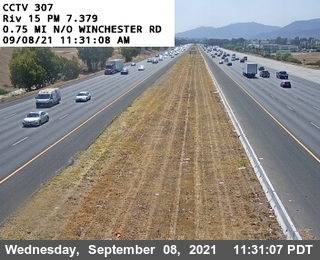 CCTV 307
Riv 15 PM 7.379
0.75 MI N/O WINCHESTER RD
09/08/21 11:31:08 AM
Wednesday, September 08, 2021 11:31:07 PDT